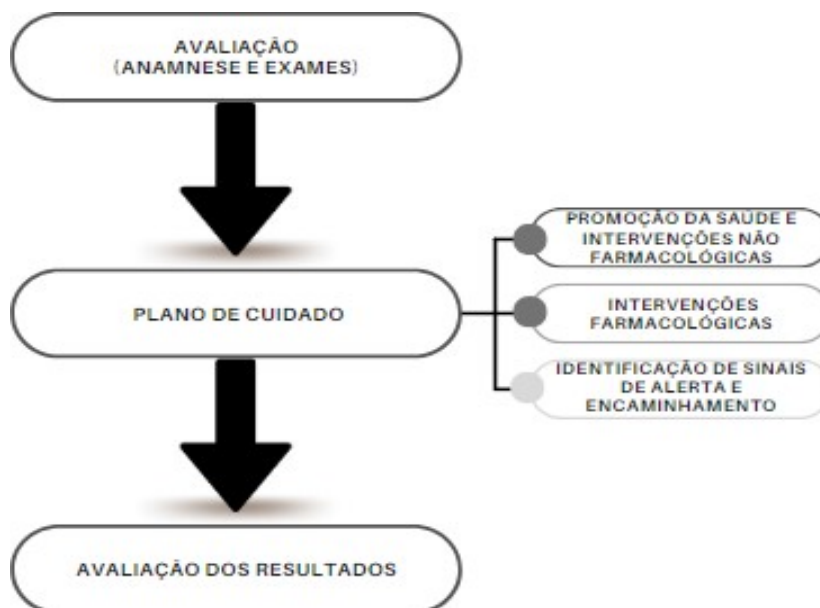 AVALIAÇÃO
(ANAMNESE E EXAMES)
PLANO DE CUIDADO
PROMOÇÃO DA SAÚDE E
INTERVENÇÕES NÃO
FARMACOLÓGICAS
INTERVENÇÕES
FARMACOLÓGICAS
IDENTIFICAÇÃO DE SINAIS
DE ALERTA E
ENCAMINHAMENTO
AVALIAÇÃO DOS RESULTADOS